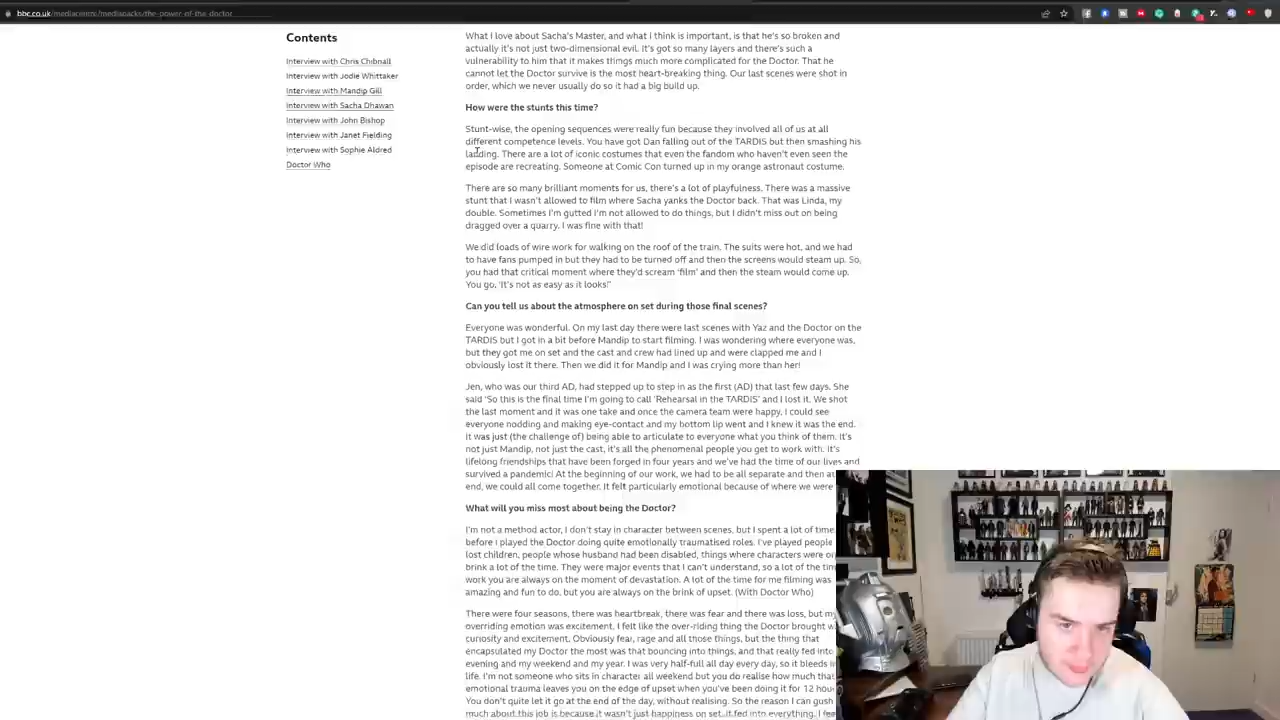 bbc.co.uk/mediacentre/mediapacks/the-power-of-the-doctor
Contents
Interview with Chris Chibnall
Interview with Jodie Whittaker
Interview with Mandip Gill
Interview with Sacha Dhawan
Interview with John Bishop
Interview with Janet Fielding
Interview with Sophie Aldred
Doctor Who
What I love about Sacha's Master, and what I think is important, is that he's so broken and
actually it's not just two-dimensional evil. It's got so many layers and there's such a
vulnerability to him that it makes things much more complicated for the Doctor. That he
cannot let the Doctor survive is the most heart-breaking thing. Our last scenes were shot in
order, which we never usually do so it had a big build up.
How were the stunts this time?
Stunt-wise, the opening sequences were really fun because they involved all of us at all
different competence levels. You have got Dan falling out of the TARDIS but then smashing his
landing. There are a lot of iconic costumes that even the fandom who haven't even seen the
episode are recreating. Someone at Comic Con turned up in my orange astronaut costume.
There are so many brilliant moments for us, there's a lot of playfulness. There was a massive
stunt that I wasn't allowed to film where Sacha yanks the Doctor back. That was Linda, my
double. Sometimes I'm gutted I'm not allowed to do things, but I didn't miss out on being
dragged over a quarry. I was fine with that!
We did loads of wire work for walking on the roof of the train. The suits were hot, and we had
to have fans pumped in but they had to be turned off and then the screens would steam up. So,
you had that critical moment where they'd scream 'film' and then the steam would come up.
You go, 'It's not as easy as it looks!"
Can you tell us about the atmosphere on set during those final scenes?
Everyone was wonderful. On my last day there were last scenes with Yaz and the Doctor on the
TARDIS but I got in a bit before Mandip to start filming. I was wondering where everyone was,
but they got me on set and the cast and crew had lined up and were clapped me and I
obviously lost it there. Then we did it for Mandip and I was crying more than her!
Jen, who was our third AD, had stepped up to step in as the first (AD) that last few days. She
said 'So this is the final time I'm going to call 'Rehearsal in the TARDIS' and I lost it. We shot
the last moment and it was one take and once the camera team were happy, I could see
everyone nodding and making eye-contact and my bottom lip went and I knew it was the end.
It was just (the challenge of) being able to articulate to everyone what you think of them. It's
not just Mandip, not just the cast, it's all the phenomenal people you get to work with. It's
lifelong friendships that have been forged in four years and we've had the time of our lives and
survived a pandemic! At the beginning of our work, we had to be all separate and then at
end, we could all come together. It felt particularly emotional because of where we were
What will you miss most about being the Doctor?
I'm not a method actor, I don't stay in character between scenes, but I spent a lot of time
before I played the Doctor doing quite emotionally traumatised roles. I've played people
lost children, people whose husband had been disabled, things where characters were on
brink a lot of the time. They were major events that I can't understand, so a lot of the time
work you are always on the moment of devastation. A lot of the time for me filming was
amazing and fun to do, but you are always on the brink of upset. (With Doctor Who)
There were four seasons, there was heartbreak, there was fear and there was loss, but my
overriding emotion was excitement. I felt like the over-riding thing the Doctor brought w
curiosity and excitement. Obviously fear, rage and all those things, but the thing that
encapsulated my Doctor the most was that bouncing into things, and that really fed into
evening and my weekend and my year. I was very half-full all day every day, so it bleeds in
life. I'm not someone who sits in character all weekend but you do realise how much that
emotional trauma leaves you on the edge of upset when you've been doing it for 12 hou
You don't quite let it go at the end of the day, without realising. So the reason I can gush
much about this job is because it wasn't just happiness on set, it fed into everything. I fee